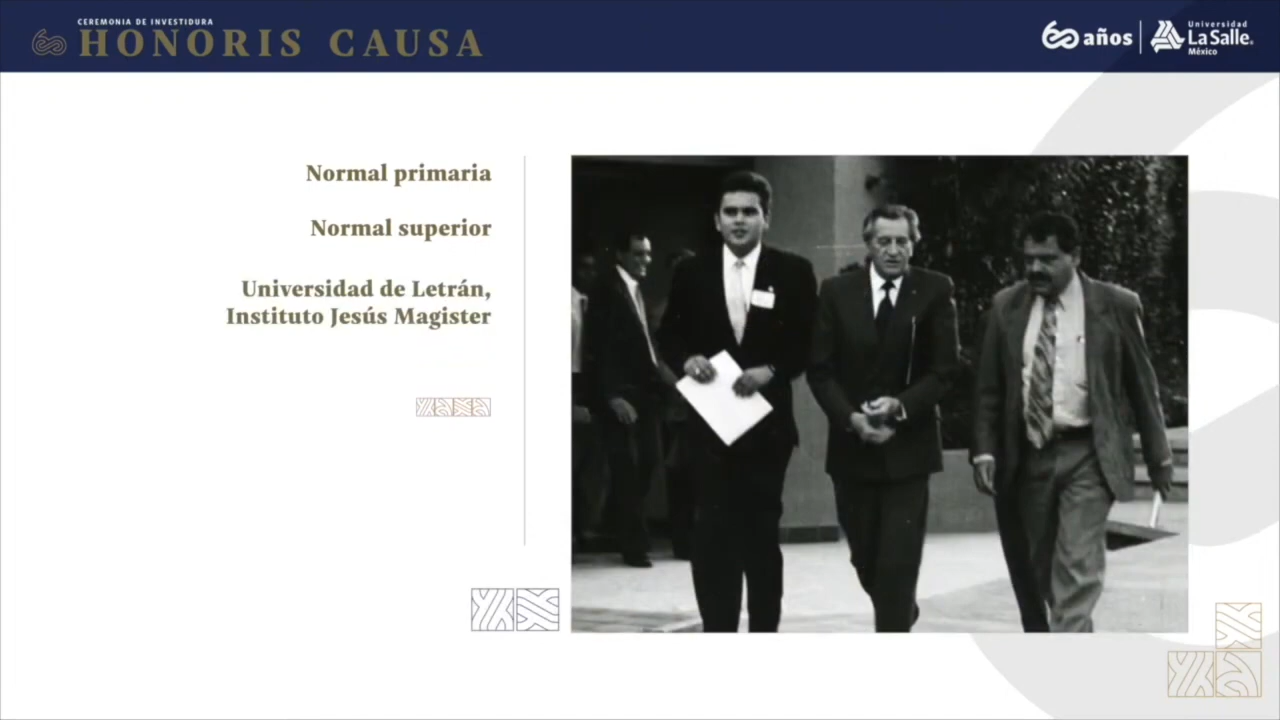 CEREMONIA DE INVESTIDURA
HONORIS CAUSA
60 años
Universidad
La Salle®
México
Normal primaria
Normal superior
Universidad de Letrán,
Instituto Jesús Magister